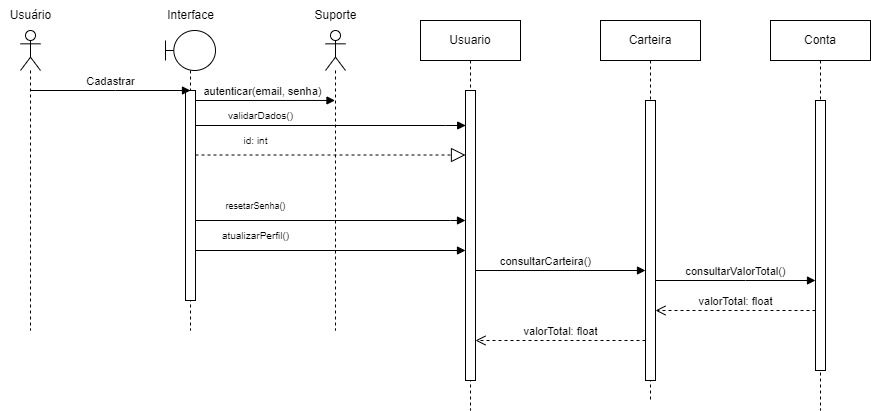 Usuário
Interface
Suporte
Usuario
Carteira
Conta
Cadastrar
autenticar(email, senha)
validarDados()
id: int
resetarSenha()
atualizarPerfil()
consultarCarteira()
consultarValorTotal()
valorTotal: float
valorTotal: float